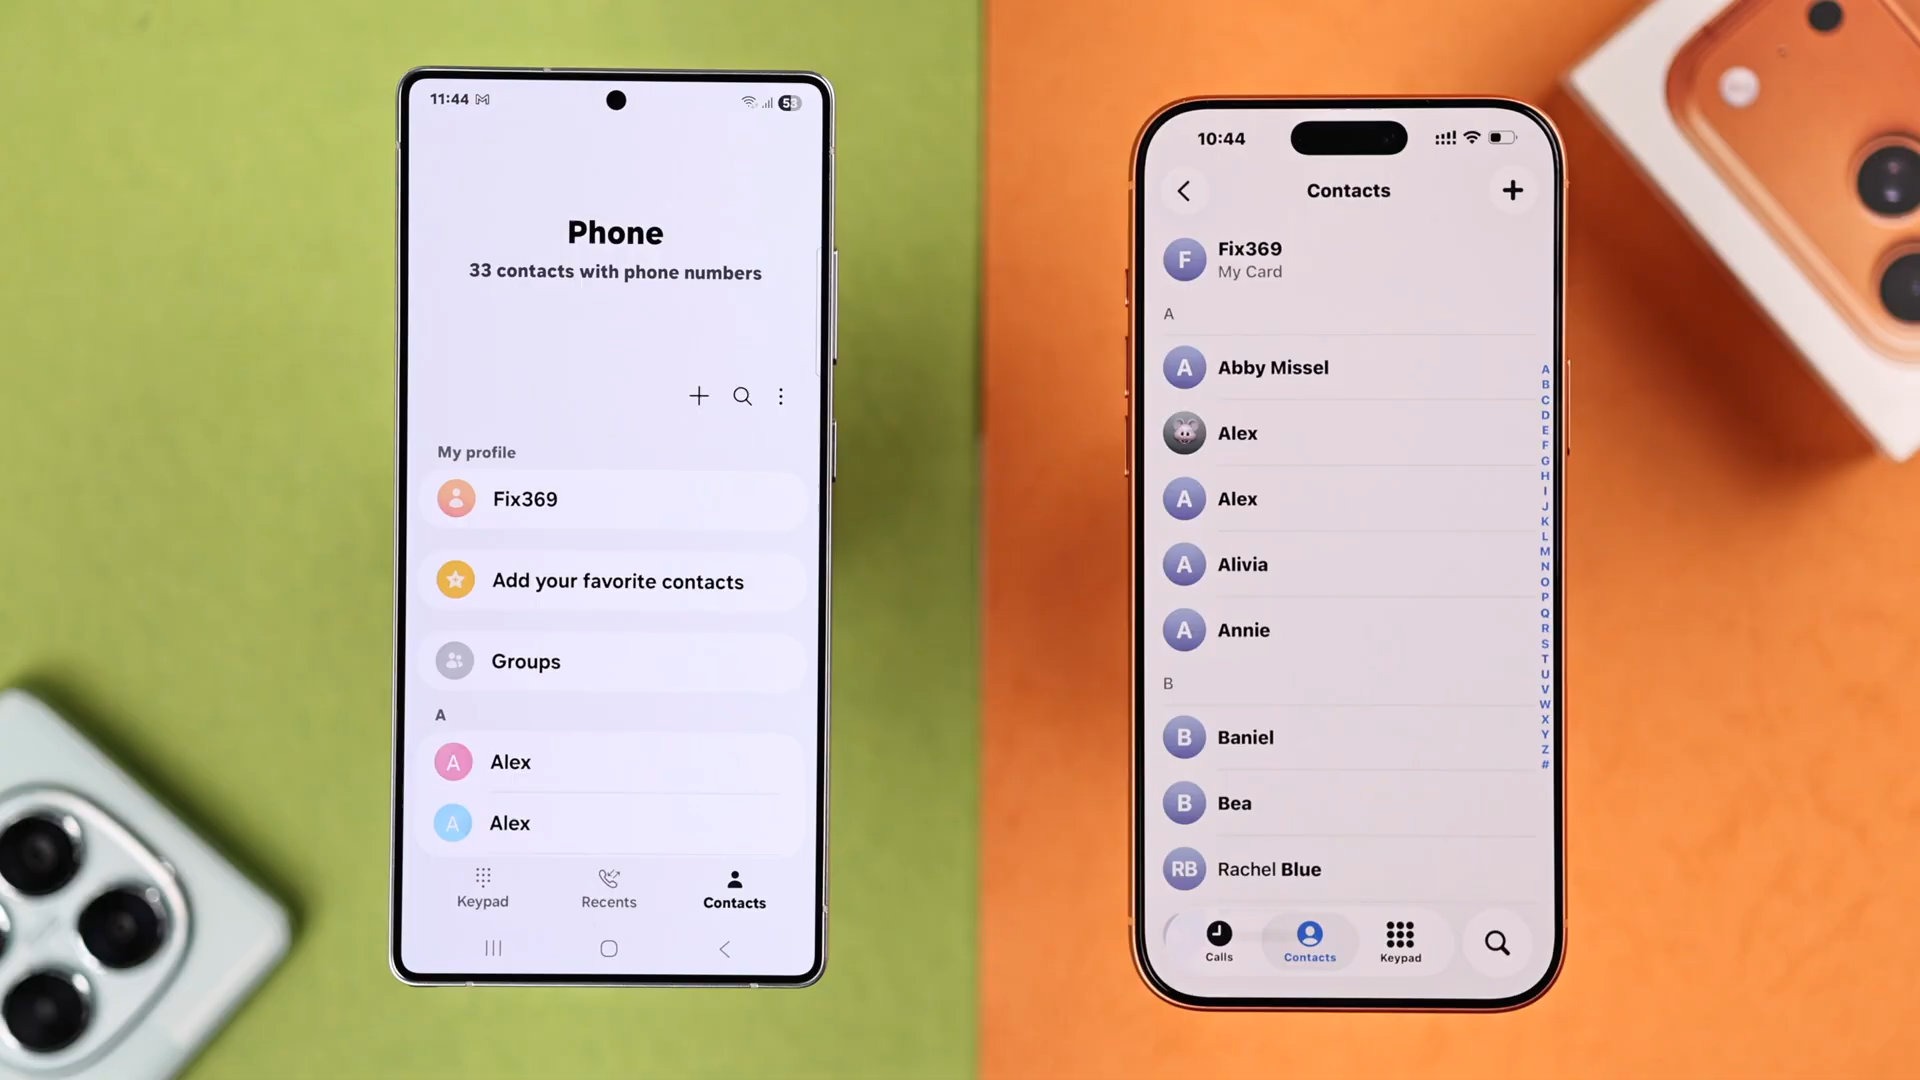 11:44
53
Phone
33 contacts with phone numbers
My profile
Fix369
Add your favorite contacts
Groups
A
A Alex
A Alex
Keypad
Recents
Contacts
10:44
Contacts
F
Fix369
My Card
A
A Abby Missel
Alex
A Alex
A Alivia
A Annie
B
B Baniel
B Bea
RB Rachel Blue
A
B
C
D
E
F
G
H
I
J
K
L
M
N
O
P
Q
R
S
T
U
V
W
X
Y
Z
#
Calls
Contacts
Keypad